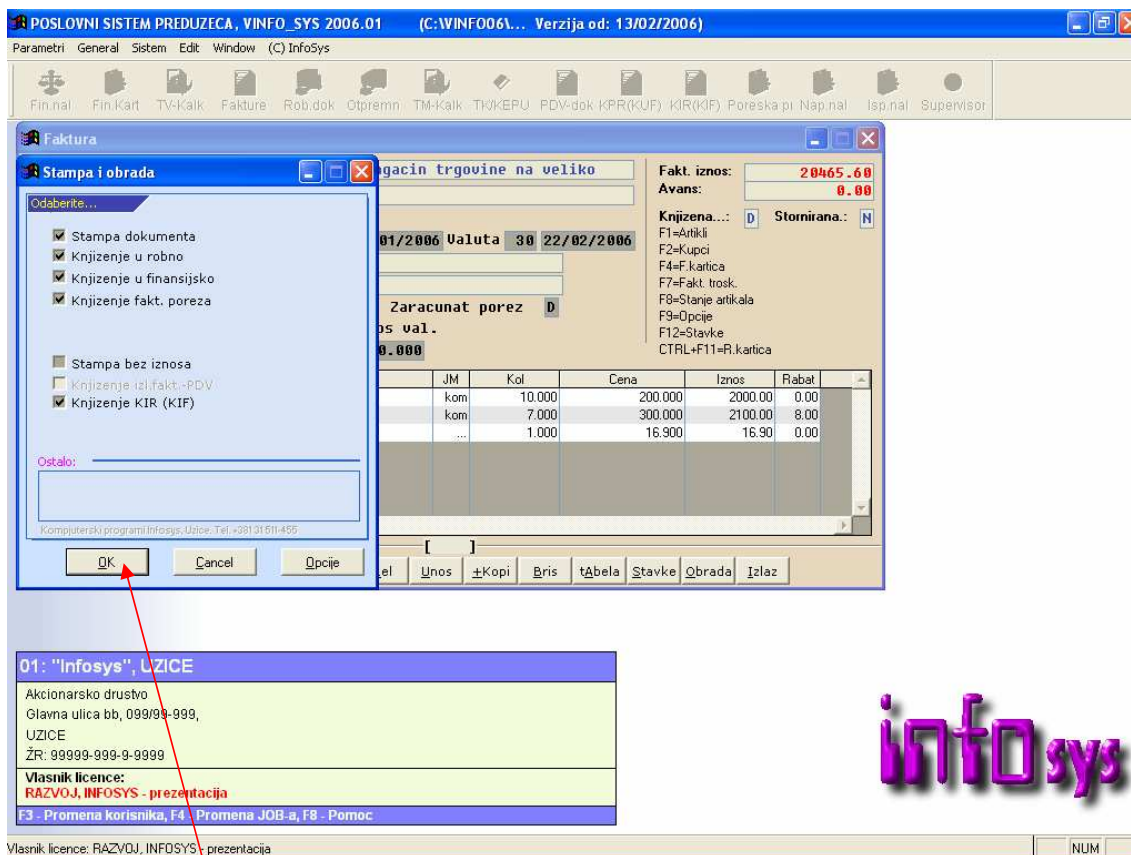 POSLOVNI SISTEM PREDUZECA, VINFO_SYS 2006.01 (C:\VINFO06\... Verzija od: 13/02/2006)
Parametri General Sistem Edit Window (C) InfoSys
Fin.nal Fin.Kart TV-Kalk Fakture Rob.dok Otpremn TM-Kalk TK/KEPU PDV-dok KPR(KUF) KIR(KIF) Poreska pi Nap.nal Isp.nal Supervisor
Faktura
Stampa i obrada
Odaberite...
Stampa dokumenta
Knjizenje u robno
Knjizenje u finansijsko
Knjizenje fakt. poreza
Stampa bez iznosa
Knjizenje izl.fakt.-PDV
Knjizenje KIR (KIF)
Ostalo:
Kompjuterski programi Infosys, Uzice, Tel. +381 31 511-455
OK Cancel Opcije
gacin trgovine na veliko
01/2006 Valuta 30 22/02/2006
Zaracunat porez D
os val.
0.000
Fakt. iznos: 20465.60
Avans: 0.00
Knjizena...: D Stornirana.: N
F1=Artikli
F2=Kupci
F4=F.kartica
F7=Fakt. trosk.
F8=Stanje artikala
F9=Opcije
F12=Stavke
CTRL+F11=R.kartica
JM Kol Cena Iznos Rabat
kom 10.000 200.000 2000.00 0.00
kom 7.000 300.000 2100.00 8.00
... 1.000 16.900 16.90 0.00
[ ]
el Unos +Kopi Bris tAbela Stavke Obrada Izlaz
01: "Infosys", UZICE
Akcionarsko drustvo
Glavna ulica bb, 099/99-999,
UZICE
ŽR: 99999-999-9-9999
Vlasnik licence:
RAZVOJ, INFOSYS - prezentacija
F3 - Promena korisnika, F4 - Promena JOB-a, F8 - Pomoc
infosys
Vlasnik licence: RAZVOJ, INFOSYS - prezentacija NUM